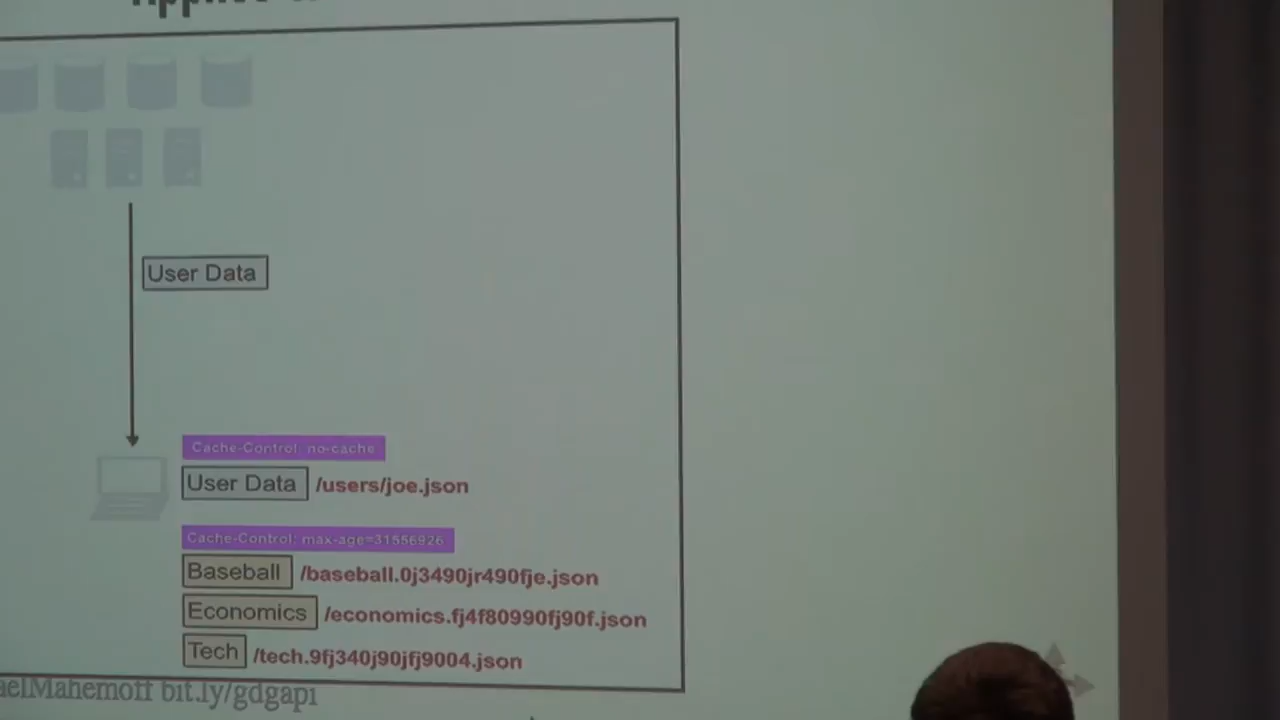 User Data
Cache-Control: no-cache
User Data /users/joe.json
Cache-Control: max-age=31556926
Baseball /baseball.0j3490jr490fje.json
Economics /economics.fj4f80990fj90f.json
Tech /tech.9fj340j90jfj9004.json
aelMahemoff bit.ly/gdgapi